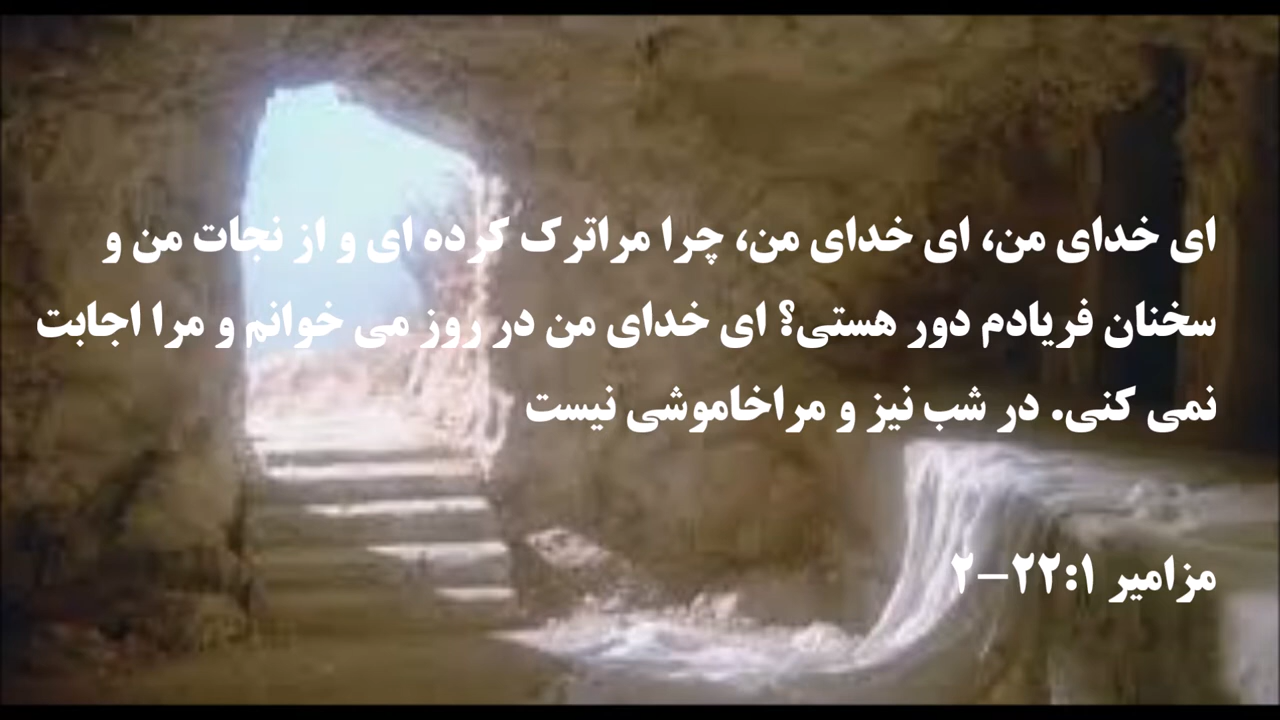 ای خدای من، ای خدای من، چرا مراترک کرده ای و از نجات من و
سخنان فریادم دور هستی؟ ای خدای من در روز می خوانم و مرا اجابت
نمی کنی. در شب نیز و مراخاموشی نیست
مزامیر ۲۲:۱-۲